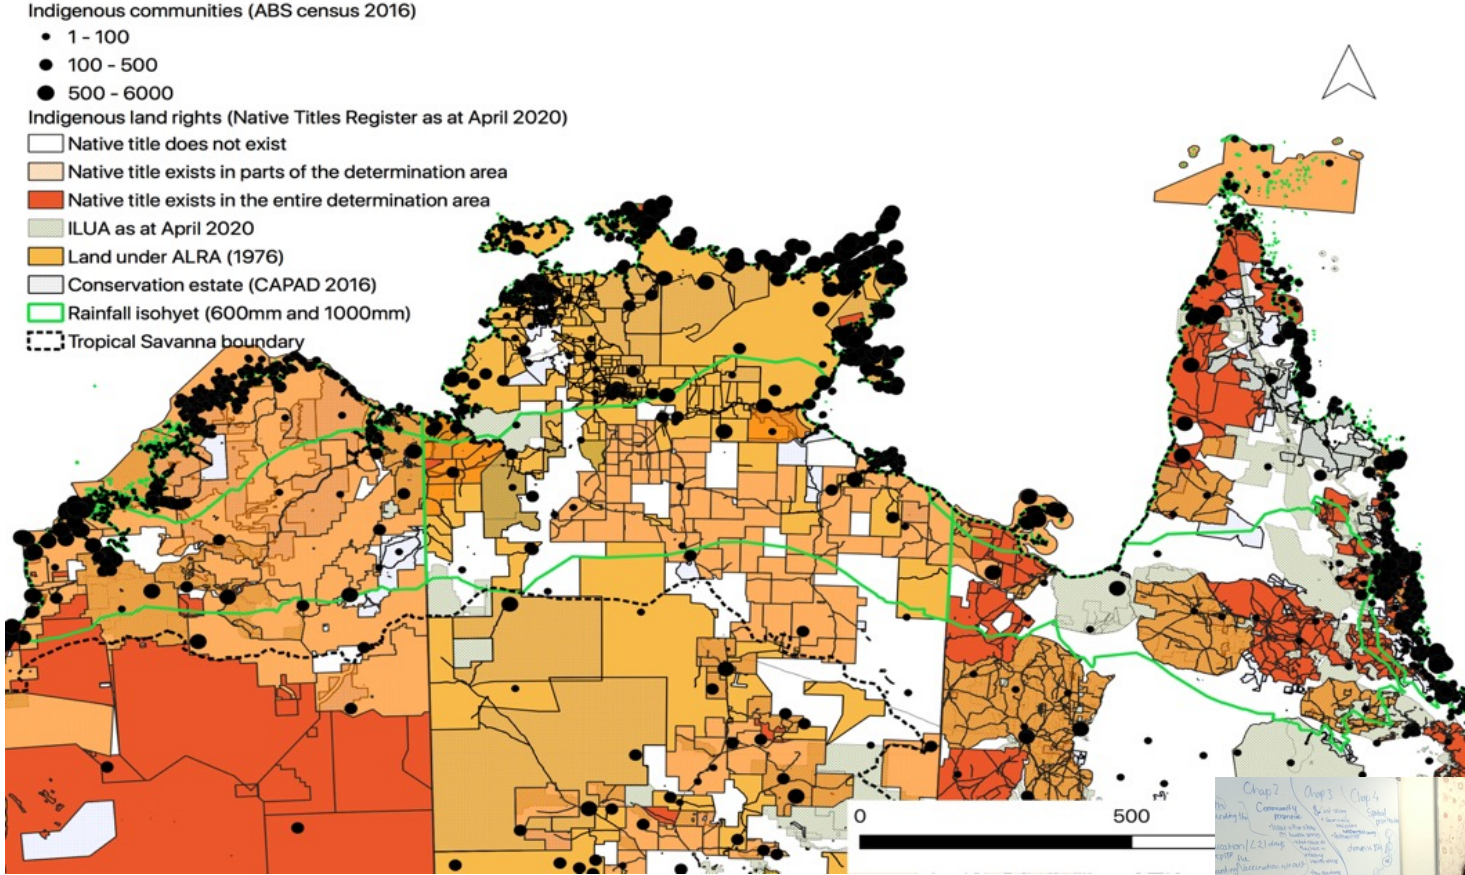 Indigenous communities (ABS census 2016)
1 - 100
100 - 500
500 - 6000
Indigenous land rights (Native Titles Register as at April 2020)
Native title does not exist
Native title exists in parts of the determination area
Native title exists in the entire determination area
ILUA as at April 2020
Land under ALRA (1976)
Conservation estate (CAPAD 2016)
Rainfall isohyet (600mm and 1000mm)
Tropical Savanna boundary
0 500
Chap 2 Chap 3 Chap 4
Community